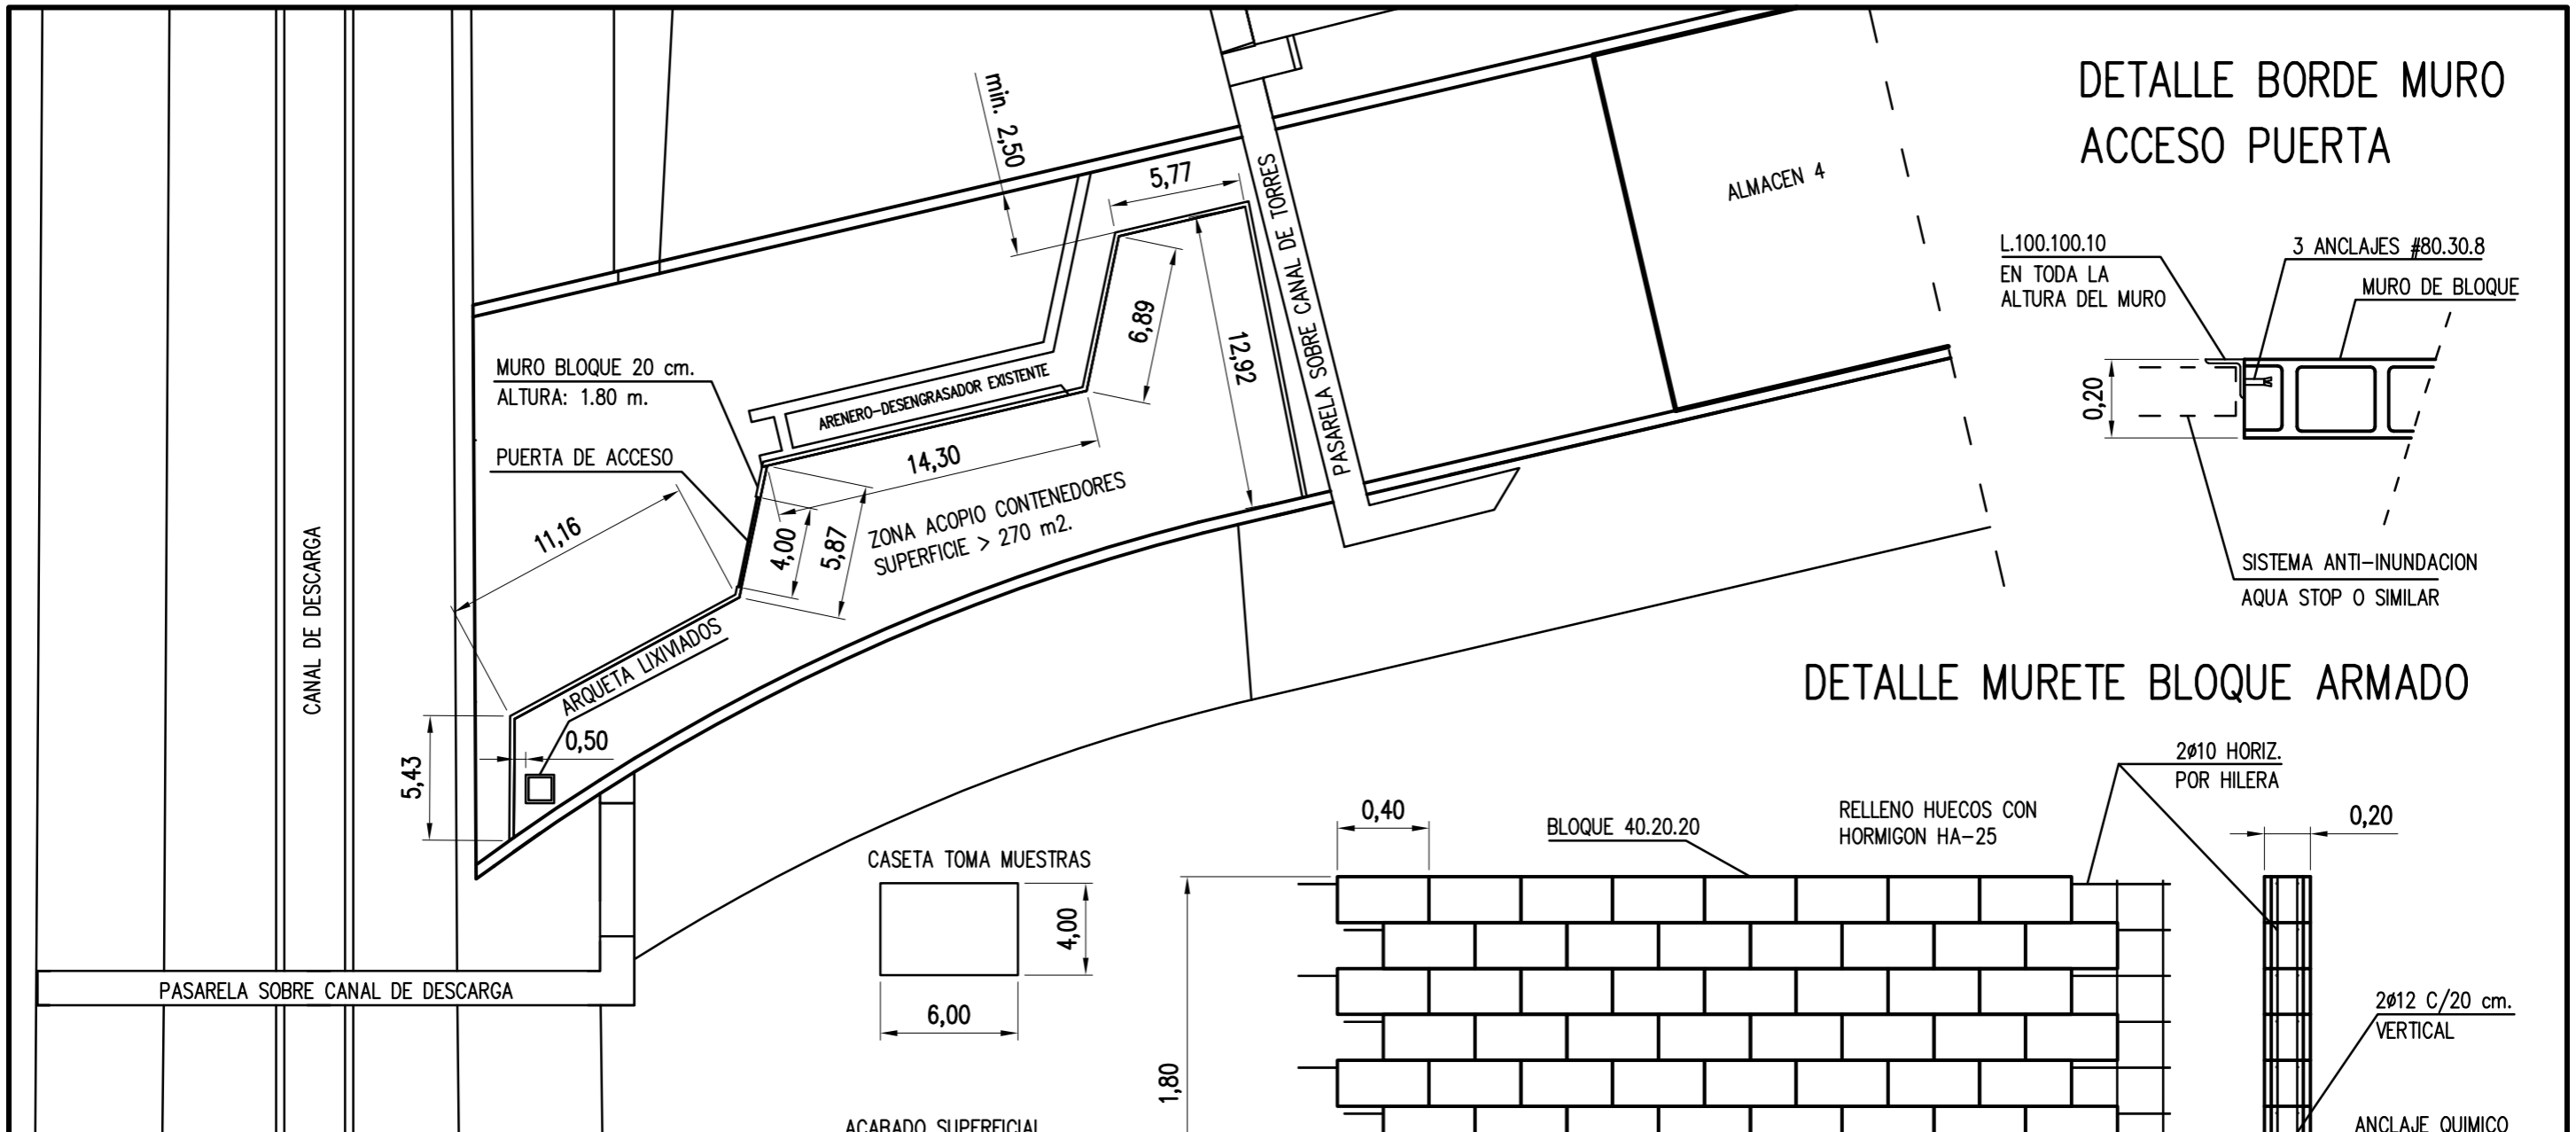 DETALLE BORDE MURO
ACCESO PUERTA
min. 2,50
5,77
PASARELA SOBRE CANAL DE TORRES
ALMACEN 4
L.100.100.10
EN TODA LA
ALTURA DEL MURO
3 ANCLAJES #80.30.8
MURO DE BLOQUE
0,20
SISTEMA ANTI-INUNDACION
AQUA STOP O SIMILAR
6,89
12,92
MURO BLOQUE 20 cm.
ALTURA: 1.80 m.
ARENERO-DESENGRASADOR EXISTENTE
PUERTA DE ACCESO
14,30
11,16
4,00
5,87
ZONA ACOPIO CONTENEDORES
SUPERFICIE > 270 m2.
CANAL DE DESCARGA
ARQUETA LIXIVIADOS
0,50
5,43
DETALLE MURETE BLOQUE ARMADO
2ø10 HORIZ.
POR HILERA
0,40
BLOQUE 40.20.20
RELLENO HUECOS CON
HORMIGON HA-25
0,20
CASETA TOMA MUESTRAS
4,00
6,00
PASARELA SOBRE CANAL DE DESCARGA
1,80
2ø12 C/20 cm.
VERTICAL
ACABADO SUPERFICIAL
ANCLAJE QUIMICO